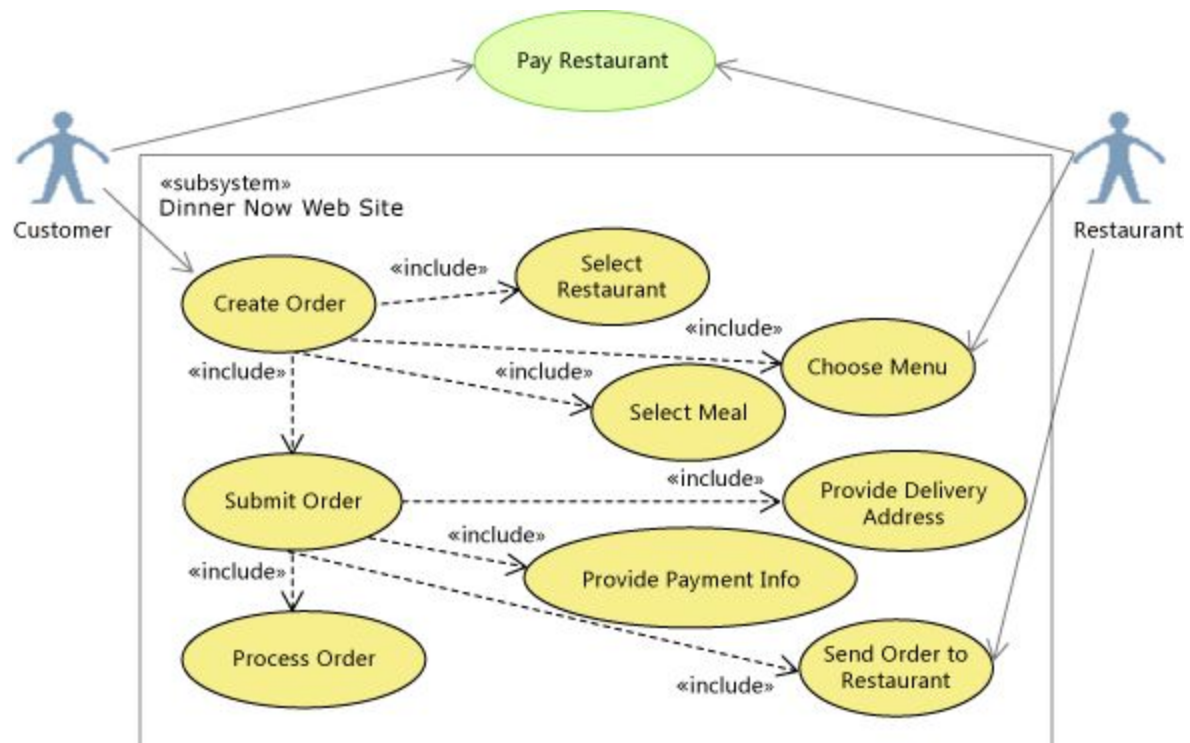 Pay Restaurant
«subsystem»
Dinner Now Web Site
Customer
Restaurant
Create Order
«include»
Select
Restaurant
«include»
Choose Menu
«include»
«include»
Select Meal
Submit Order
«include»
Provide Delivery
Address
«include»
Provide Payment Info
«include»
Process Order
Send Order to
Restaurant
«include»